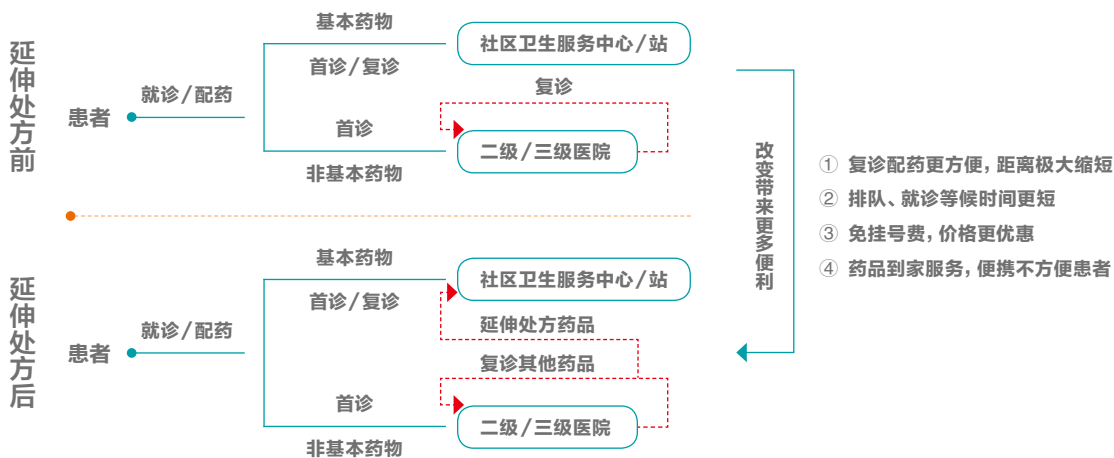 延伸处方前
患者
就诊/配药
基本药物
首诊/复诊
社区卫生服务中心/站
复诊
首诊
非基本药物
二级/三级医院
延伸处方后
患者
就诊/配药
基本药物
首诊/复诊
社区卫生服务中心/站
延伸处方药品
复诊其他药品
首诊
非基本药物
二级/三级医院
改变带来更多便利
① 复诊配药更方便，距离极大缩短
② 排队、就诊等候时间更短
③ 免挂号费，价格更优惠
④ 药品到家服务，便携不方便患者